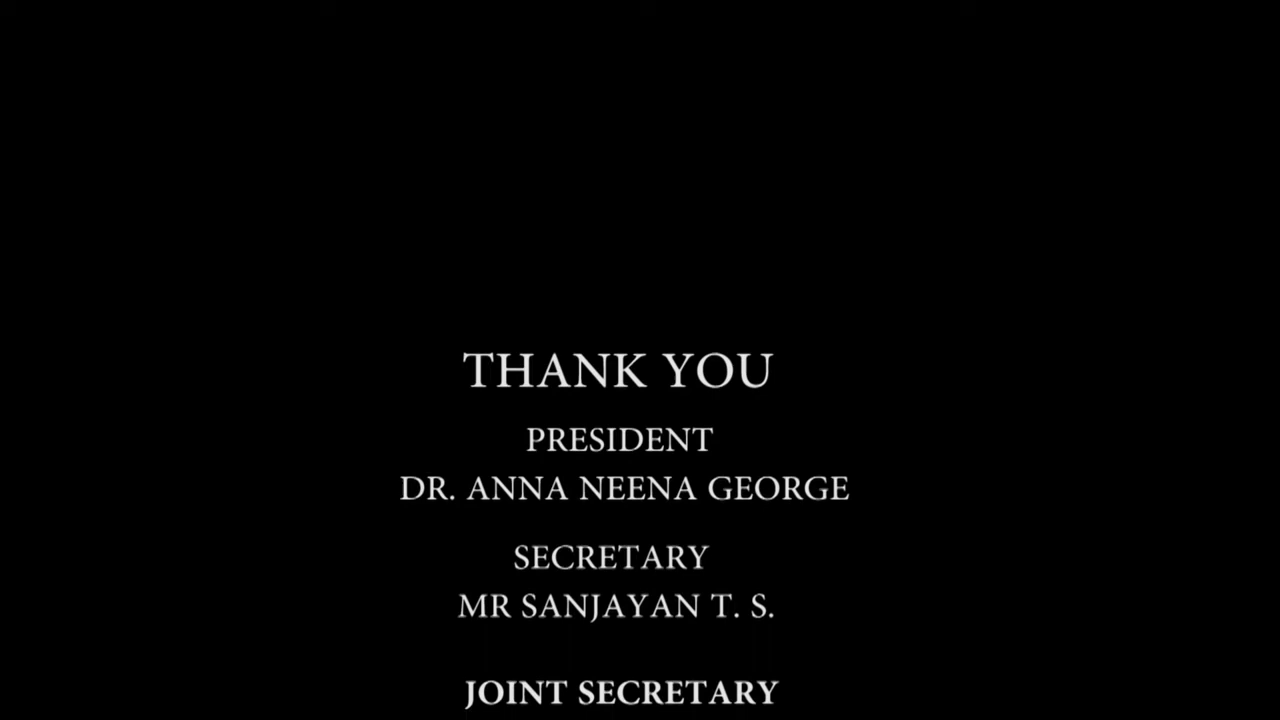 THANK YOU
PRESIDENT
DR. ANNA NEENA GEORGE
SECRETARY
MR SANJAYAN T. S.
JOINT SECRETARY